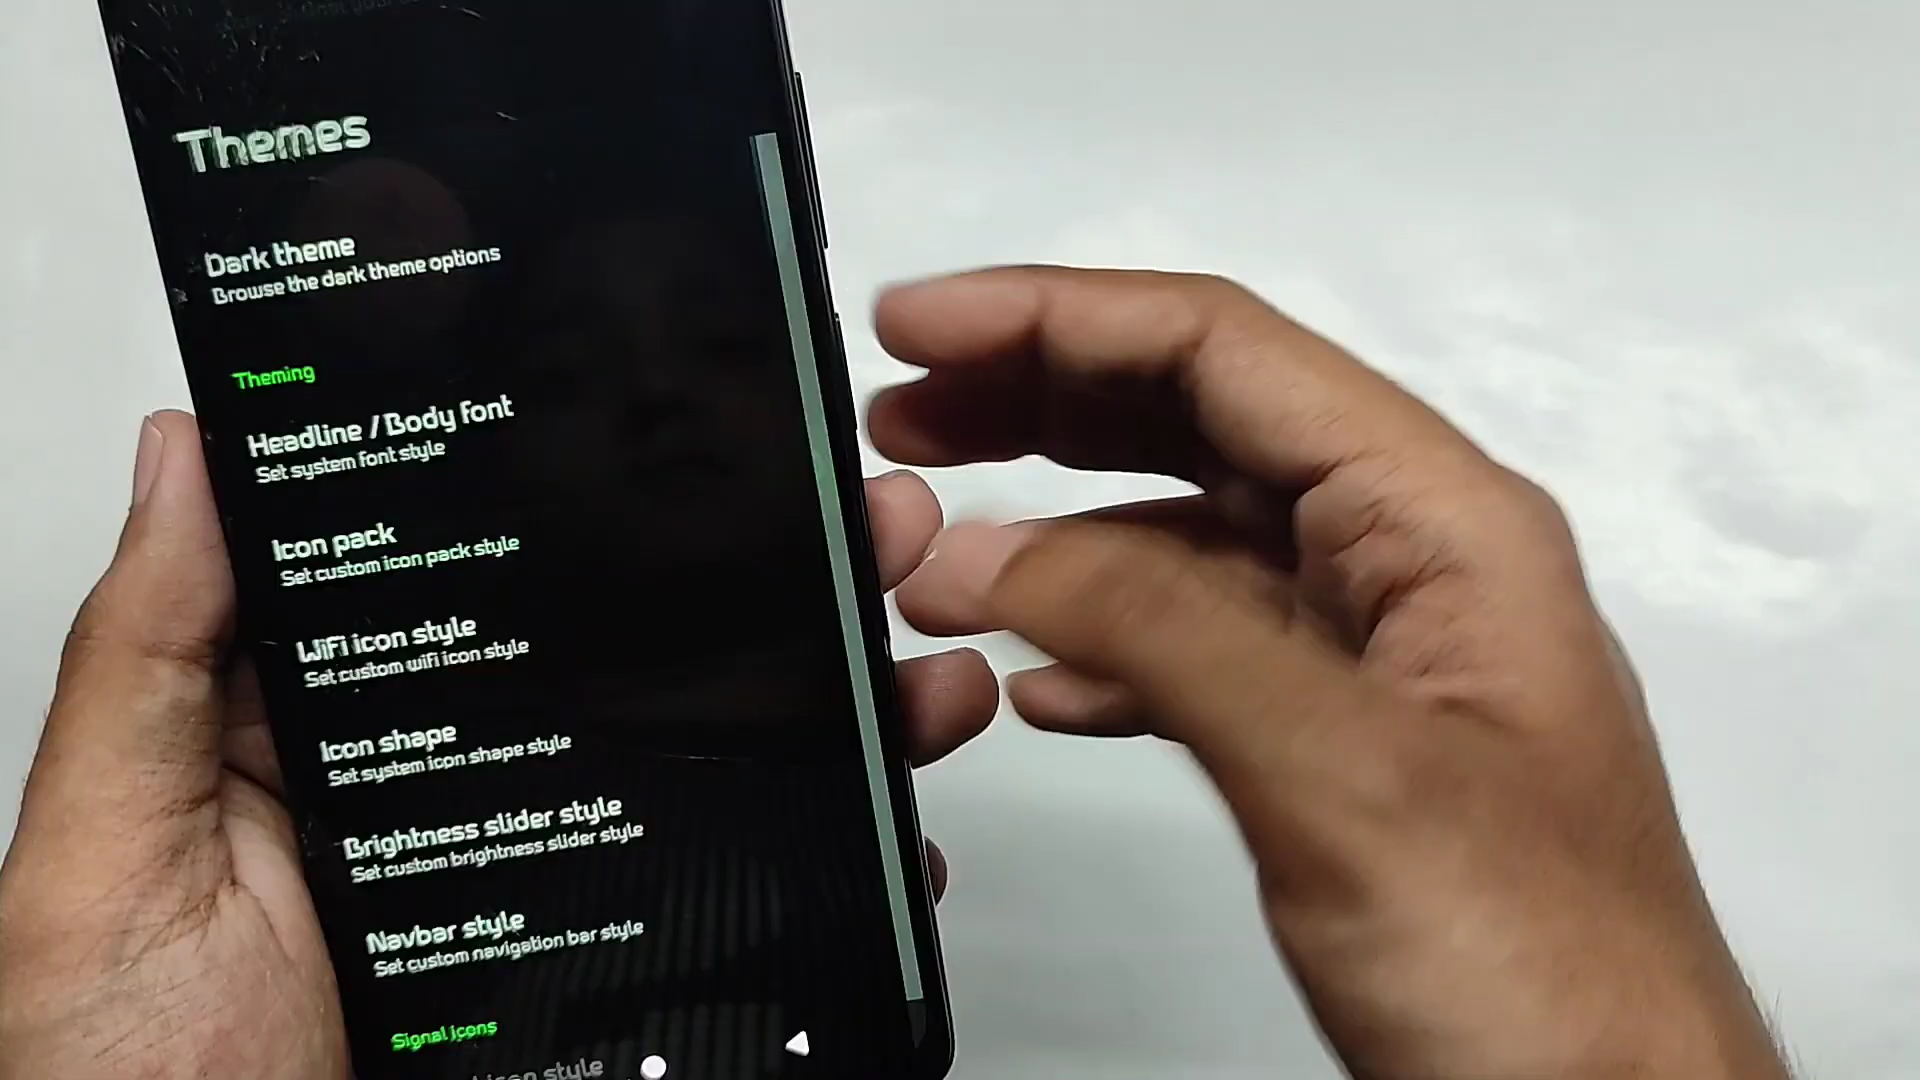 Themes
Dark theme
Browse the dark theme options
Theming
Headline / Body font
Set system font style
Icon pack
Set custom icon pack style
WiFi icon style
Set custom wifi icon style
Icon shape
Set system icon shape style
Brightness slider style
Set custom brightness slider style
Navbar style
Set custom navigation bar style
Signal icons
icon style